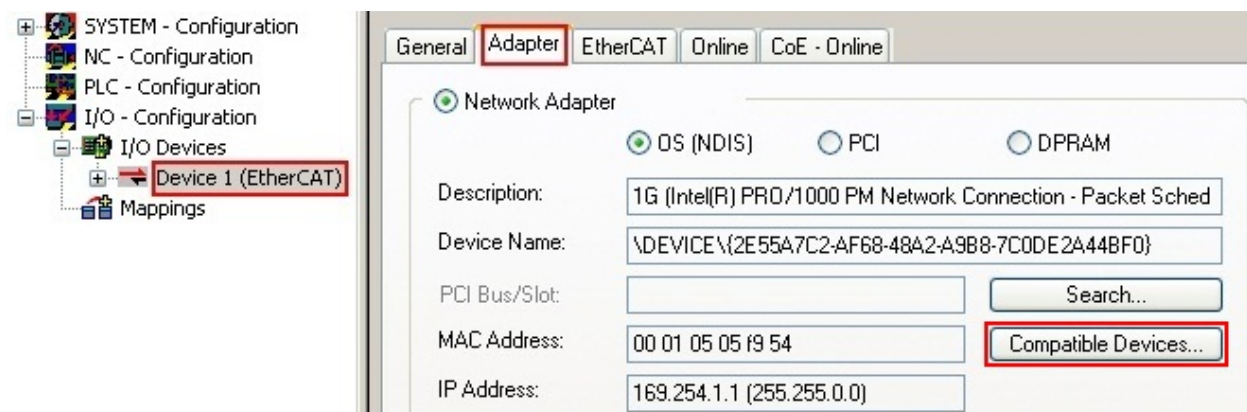 SYSTEM - Configuration
NC - Configuration
PLC - Configuration
I/O - Configuration
I/O Devices
Device 1 (EtherCAT)
Mappings
General Adapter EtherCAT Online CoE - Online
Network Adapter
OS (NDIS) PCI DPRAM
Description: 1G (Intel(R) PRO/1000 PM Network Connection - Packet Sched
Device Name: \DEVICE\{2E55A7C2-AF68-48A2-A9B8-7C0DE2A44BF0}
PCI Bus/Slot: Search...
MAC Address: 00 01 05 05 f9 54 Compatible Devices...
IP Address: 169.254.1.1 (255.255.0.0)